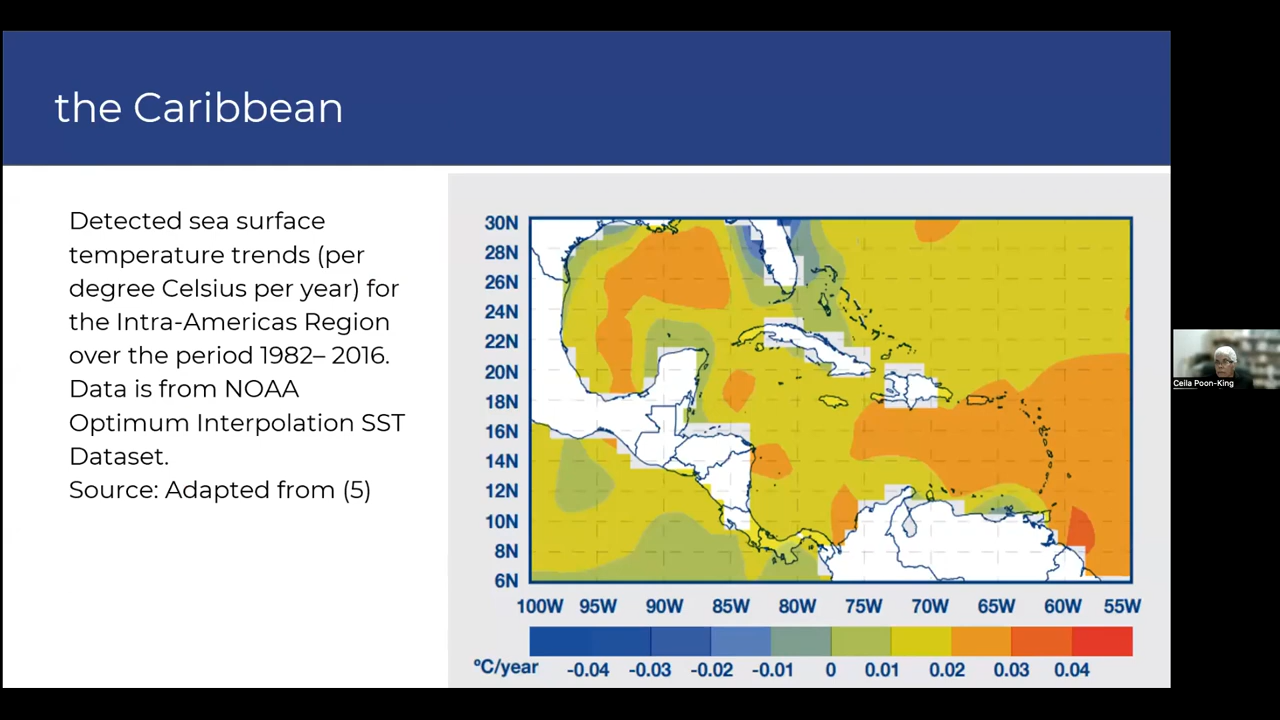 the Caribbean
Detected sea surface
temperature trends (per
degree Celsius per year) for
the Intra-Americas Region
over the period 1982– 2016.
Data is from NOAA
Optimum Interpolation SST
Dataset.
Source: Adapted from (5)
30N
28N
26N
24N
22N
20N
18N
16N
14N
12N
10N
8N
6N
100W 95W 90W 85W 80W 75W 70W 65W 60W 55W
ºC/year -0.04 -0.03 -0.02 -0.01 0 0.01 0.02 0.03 0.04
Ceila Poon-King